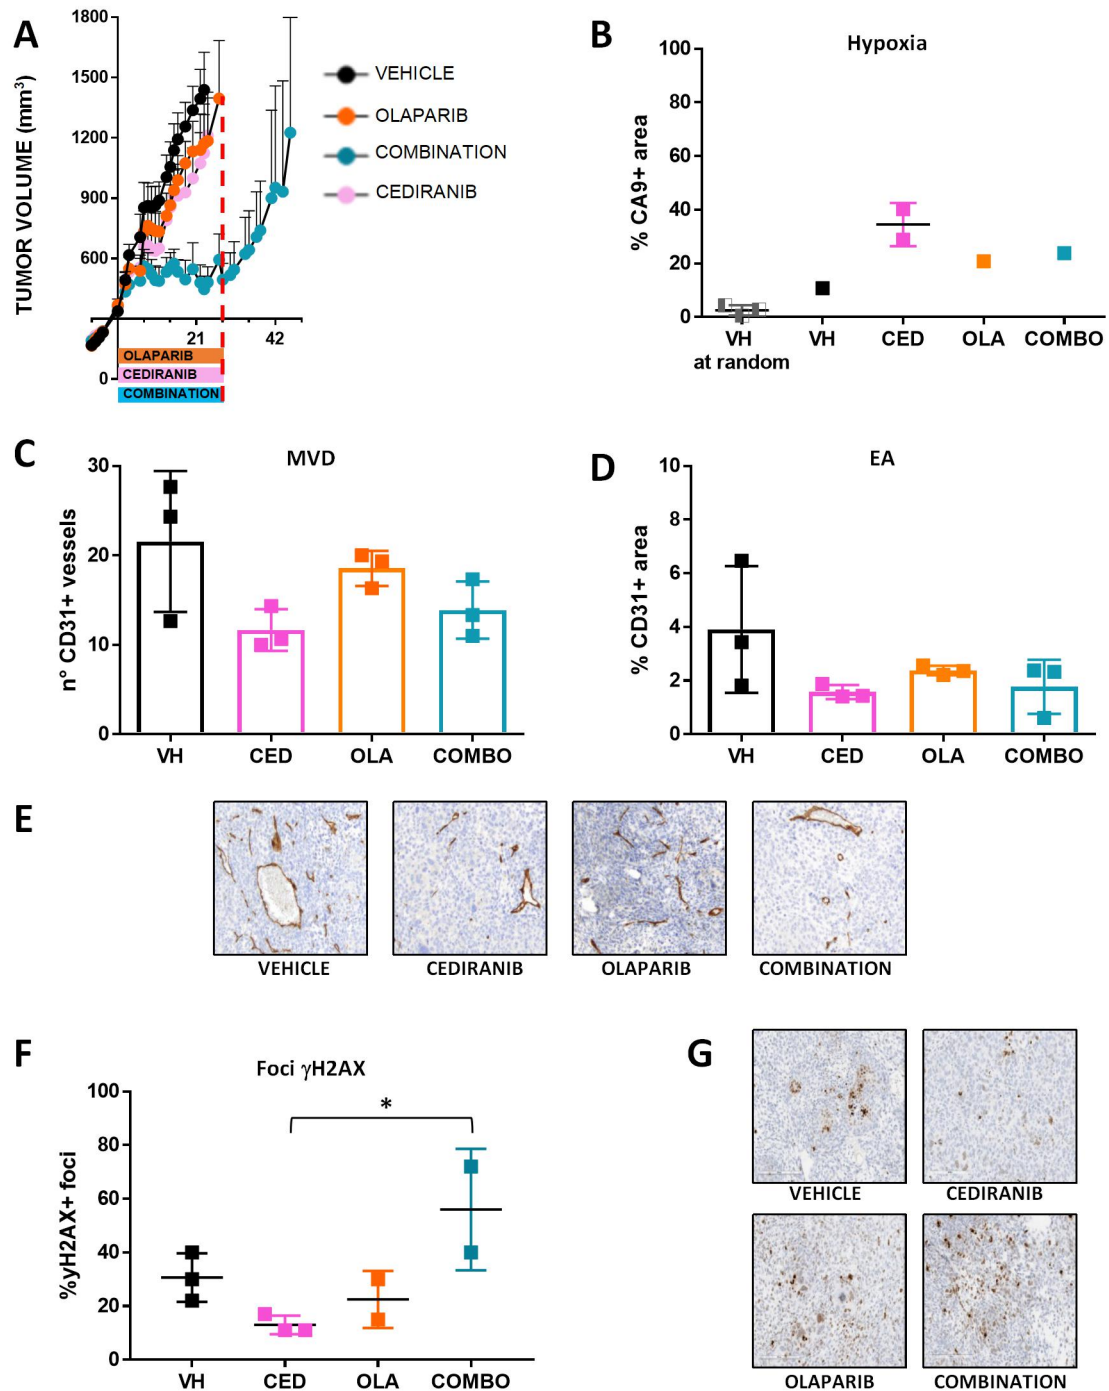 A
TUMOR VOLUME (mm³)
1800
1500
1200
900
600
0
21
42
VEHICLE
OLAPARIB
COMBINATION
CEDIRANIB
OLAPARIB
CEDIRANIB
COMBINATION
B
Hypoxia
% CA9+ area
100
80
60
40
20
0
VH
at random
VH
CED
OLA
COMBO
C
MVD
n° CD31+ vessels
30
20
10
0
VH
CED
OLA
COMBO
D
EA
% CD31+ area
10
8
6
4
2
0
VH
CED
OLA
COMBO
E
VEHICLE
CEDIRANIB
OLAPARIB
COMBINATION
F
Foci γH2AX
%yH2AX+ foci
100
80
60
40
20
0
*
VH
CED
OLA
COMBO
G
VEHICLE
CEDIRANIB
OLAPARIB
COMBINATION